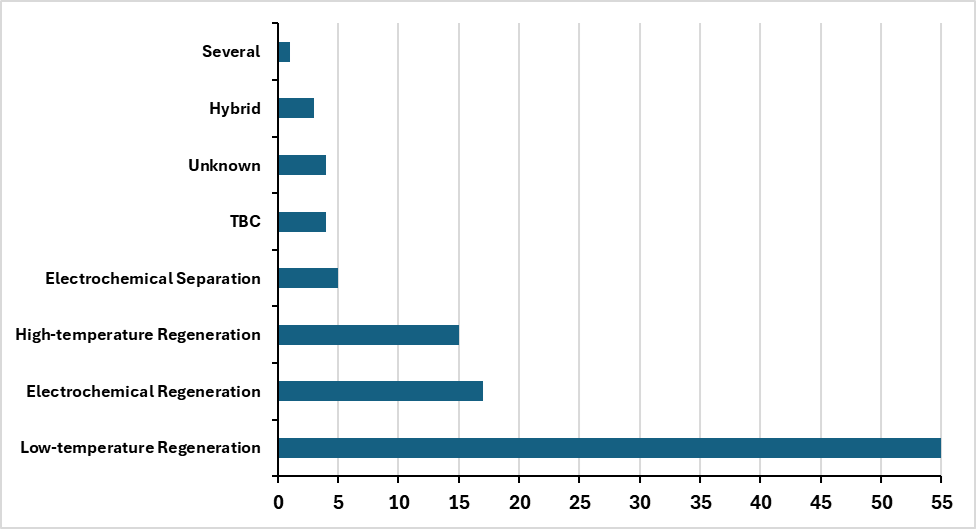 Several
Hybrid
Unknown
TBC
Electrochemical Separation
High-temperature Regeneration
Electrochemical Regeneration
Low-temperature Regeneration
0 5 10 15 20 25 30 35 40 45 50 55